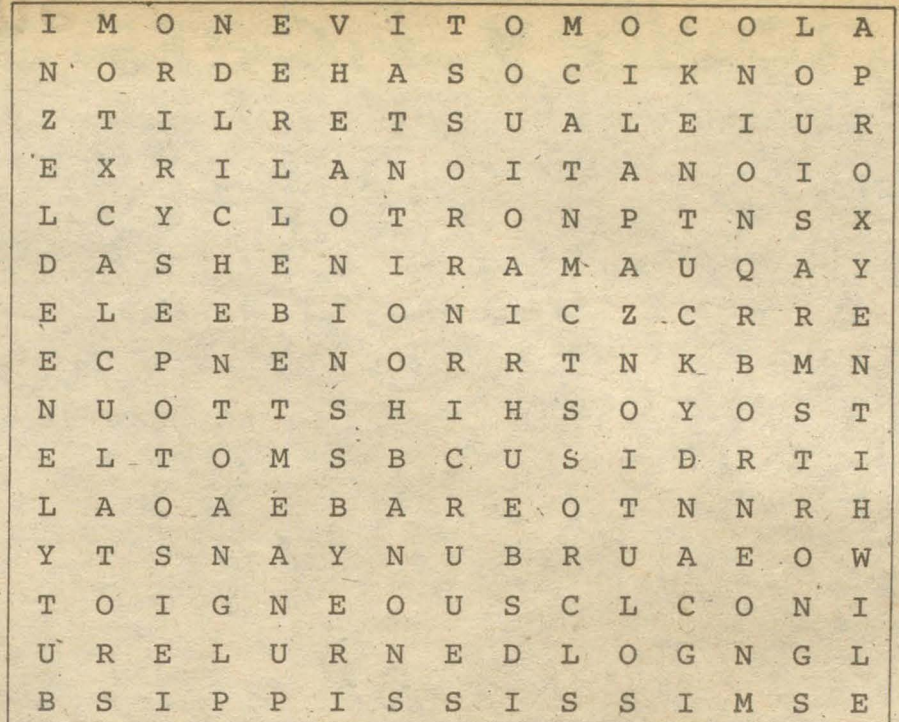 I M O N E V I T O M O C O L A
N O R D E H A S O C I K N O P
Z T I L R E T S U A L E I U R
E X R I L A N O I T A N O I O
L C Y C L O T R O N P T N S X
D A S H E N I R A M A U Q A Y
E L E E B I O N I C Z C R R E
E C P N E N O R R T N K B M N
N U O T T S H I H S O Y O S T
E L T O M S B C U S I D R T I
L A O A E B A R E O T N N R H
Y T S N A Y N U B R U A E O W
T O I G N E O U S C L C O N I
U R E L U R N E D L O G N G L
B S I P P I S S I S S I M S E